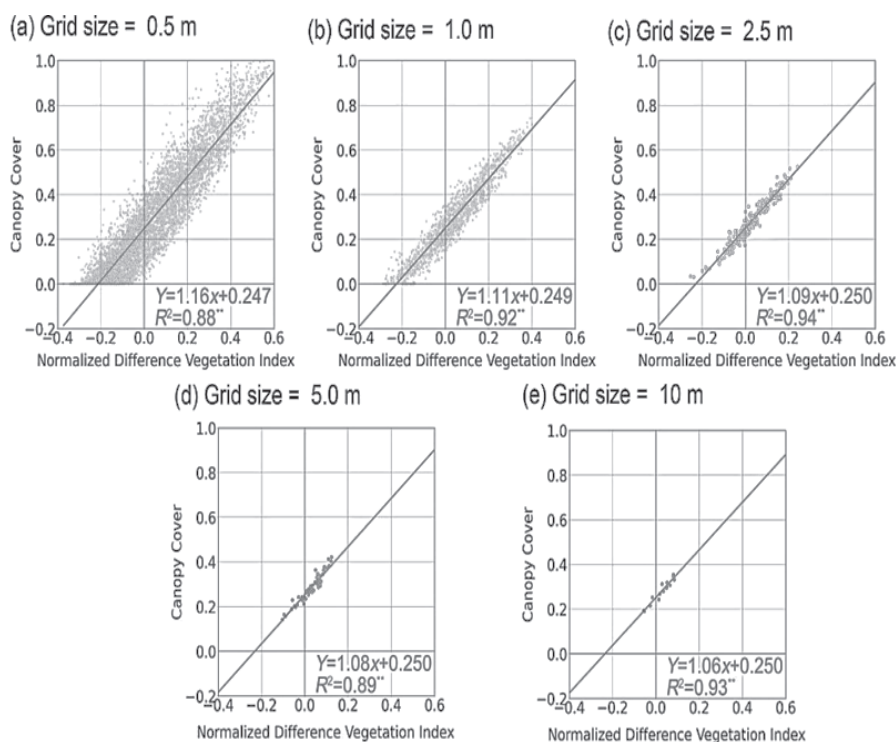 (a) Grid size = 0.5 m
(b) Grid size = 1.0 m
(c) Grid size = 2.5 m
1.0
0.8
0.6
0.4
0.2
0.0
−0.2
Canopy Cover
Y=1.16x+0.247
R²=0.88**
−0.4 −0.2 0.0 0.2 0.4 0.6
Normalized Difference Vegetation Index
1.0
0.8
0.6
0.4
0.2
0.0
−0.2
Canopy Cover
Y=1.11x+0.249
R²=0.92**
−0.4 −0.2 0.0 0.2 0.4 0.6
Normalized Difference Vegetation Index
1.0
0.8
0.6
0.4
0.2
0.0
−0.2
Canopy Cover
Y=1.09x+0.250
R²=0.94**
−0.4 −0.2 0.0 0.2 0.4 0.6
Normalized Difference Vegetation Index
(d) Grid size = 5.0 m
(e) Grid size = 10 m
1.0
0.8
0.6
0.4
0.2
0.0
−0.2
Canopy Cover
Y=1.08x+0.250
R²=0.89**
−0.4 −0.2 0.0 0.2 0.4 0.6
Normalized Difference Vegetation Index
1.0
0.8
0.6
0.4
0.2
0.0
−0.2
Canopy Cover
Y=1.06x+0.250
R²=0.93**
−0.4 −0.2 0.0 0.2 0.4 0.6
Normalized Difference Vegetation Index